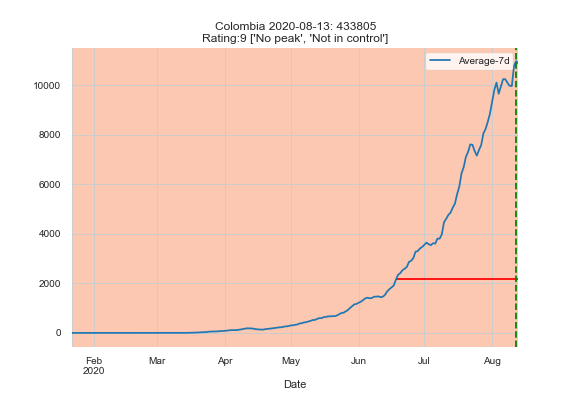 Colombia 2020-08-13: 433805
Rating:9 ['No peak', 'Not in control']
Average-7d
10000
8000
6000
4000
2000
0
Feb Mar Apr May Jun Jul Aug
2020
Date